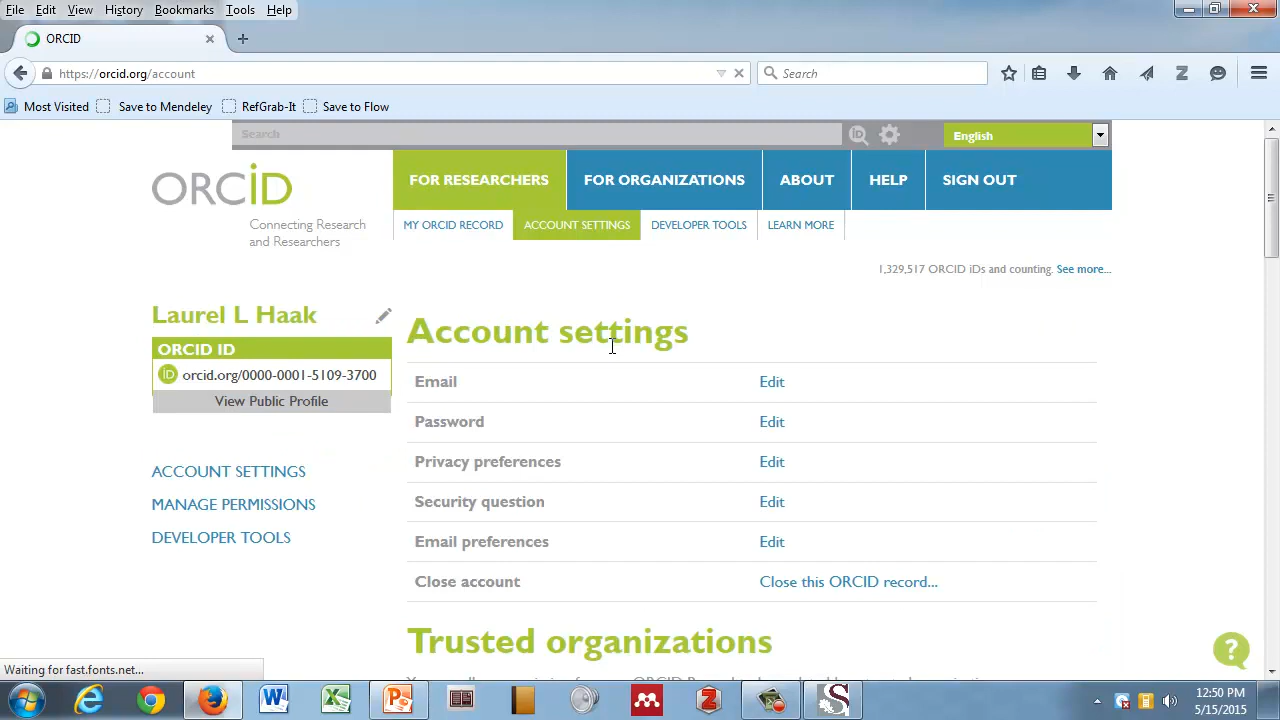 File Edit View History Bookmarks Tools Help
ORCID
https://orcid.org/account
Search
Most Visited Save to Mendeley RefGrab-It Save to Flow
Search
English
ORCID
Connecting Research
and Researchers
FOR RESEARCHERS FOR ORGANIZATIONS ABOUT HELP SIGN OUT
MY ORCID RECORD ACCOUNT SETTINGS DEVELOPER TOOLS LEARN MORE
1,329,517 ORCID iDs and counting. See more...
Laurel L Haak
ORCID ID
iD orcid.org/0000-0001-5109-3700
View Public Profile
ACCOUNT SETTINGS
MANAGE PERMISSIONS
DEVELOPER TOOLS
Account settings
Email Edit
Password Edit
Privacy preferences Edit
Security question Edit
Email preferences Edit
Close account Close this ORCID record...
Trusted organizations
Waiting for fast.fonts.net...
12:50 PM
5/15/2015